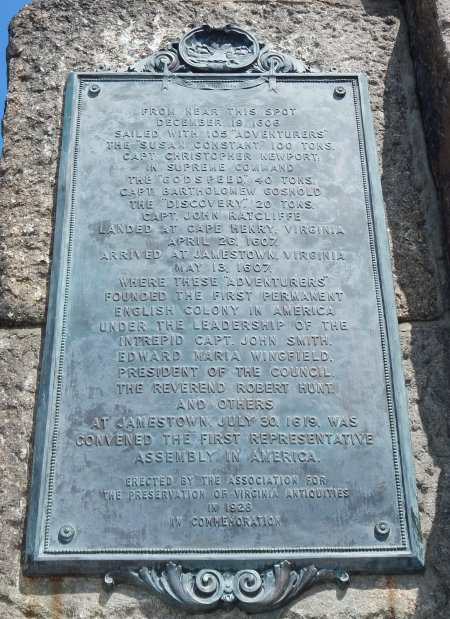 FROM NEAR THIS SPOT
DECEMBER 19, 1606
SAILED WITH 105 "ADVENTURERS"
THE "SUSAN CONSTANT," 100 TONS.
CAPT. CHRISTOPHER NEWPORT,
IN SUPREME COMMAND
THE "GODSPEED," 40 TONS.
CAPT. BARTHOLOMEW GOSNOLD
THE "DISCOVERY," 20 TONS.
CAPT. JOHN RATCLIFFE
LANDED AT CAPE HENRY, VIRGINIA
APRIL 26, 1607.
ARRIVED AT JAMESTOWN, VIRGINIA
MAY 13, 1607.
WHERE THESE "ADVENTURERS"
FOUNDED THE FIRST PERMANENT
ENGLISH COLONY IN AMERICA
UNDER THE LEADERSHIP OF THE
INTREPID CAPT. JOHN SMITH.
EDWARD MARIA WINGFIELD,
PRESIDENT OF THE COUNCIL.
THE REVEREND ROBERT HUNT.
AND OTHERS
AT JAMESTOWN, JULY 30, 1619, WAS
CONVENED THE FIRST REPRESENTATIVE
ASSEMBLY IN AMERICA.
ERECTED BY THE ASSOCIATION FOR
THE PRESERVATION OF VIRGINIA ANTIQUITIES
IN 1928
IN COMMEMORATION